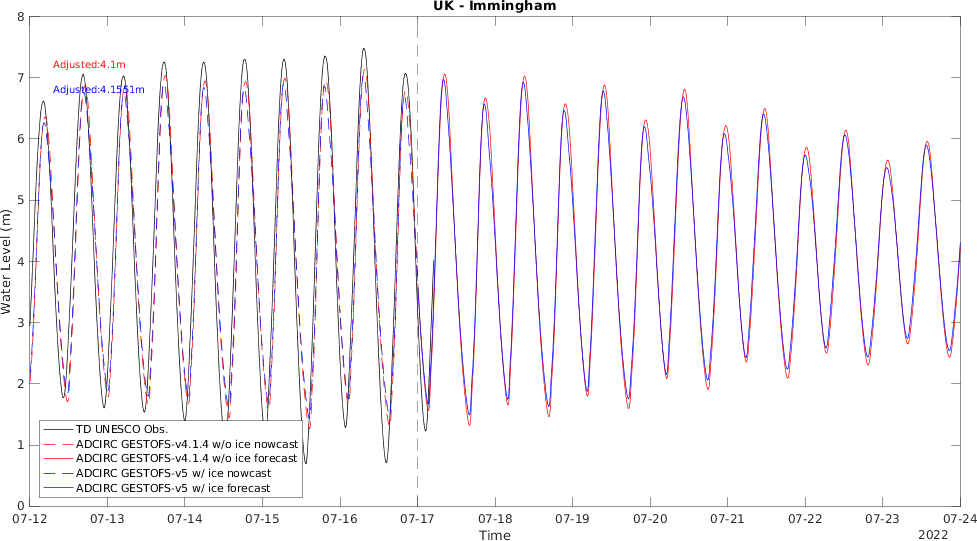 UK - Immingham
8
7
6
5
4
3
2
1
0
Water Level (m)
Adjusted:4.1m
Adjusted:4.1551m
TD UNESCO Obs.
ADCIRC GESTOFS-v4.1.4 w/o ice nowcast
ADCIRC GESTOFS-v4.1.4 w/o ice forecast
ADCIRC GESTOFS-v5 w/ ice nowcast
ADCIRC GESTOFS-v5 w/ ice forecast
07-12 07-13 07-14 07-15 07-16 07-17 07-18 07-19 07-20 07-21 07-22 07-23 07-24
Time
2022